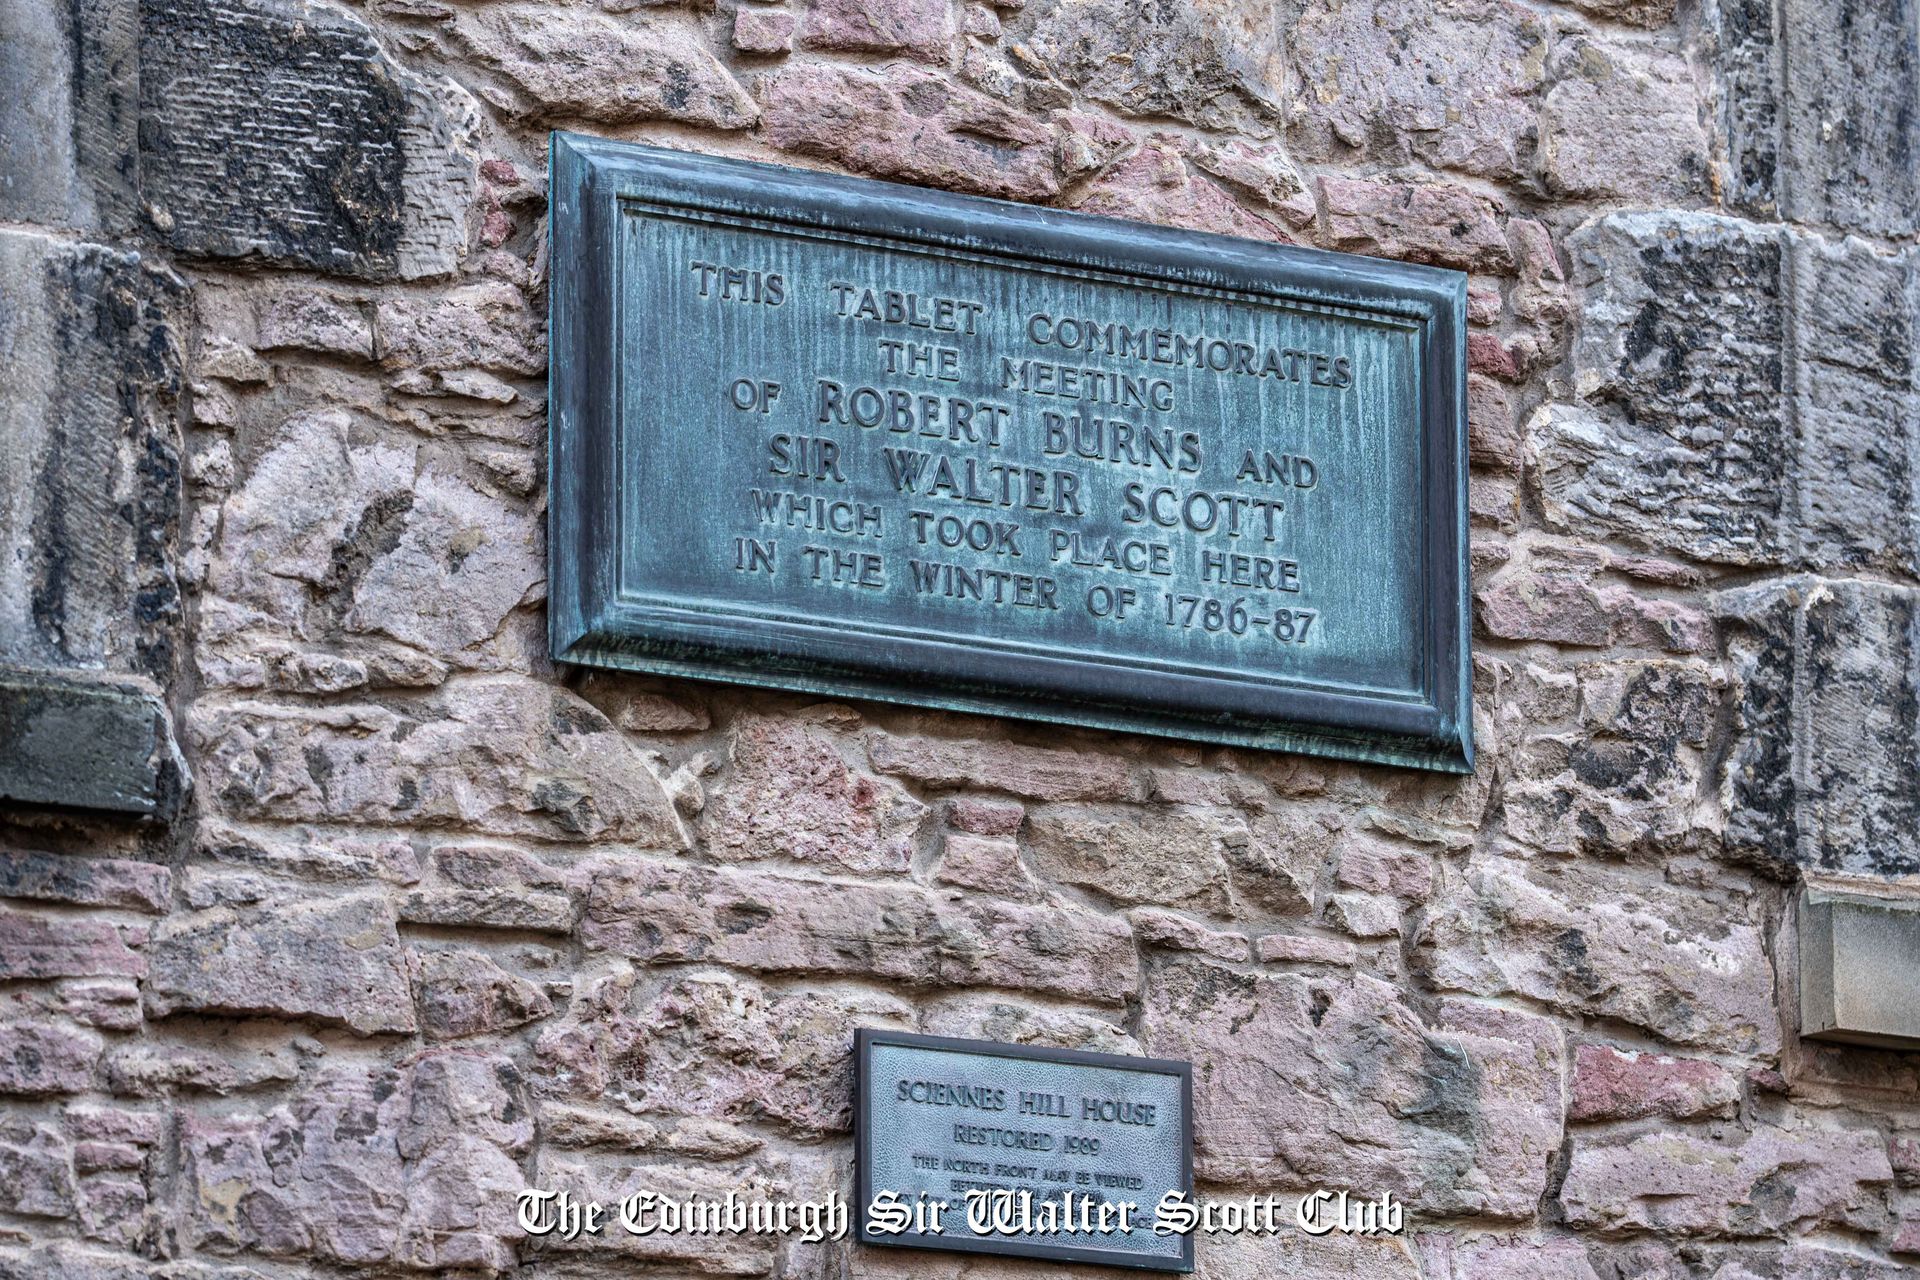 THIS TABLET COMMEMORATES
THE MEETING
OF ROBERT BURNS AND
SIR WALTER SCOTT
WHICH TOOK PLACE HERE
IN THE WINTER OF 1786-87
SCIENNES HILL HOUSE
RESTORED 1989
THE NORTH FRONT MAY BE VIEWED
The Edinburgh Sir Walter Scott Club